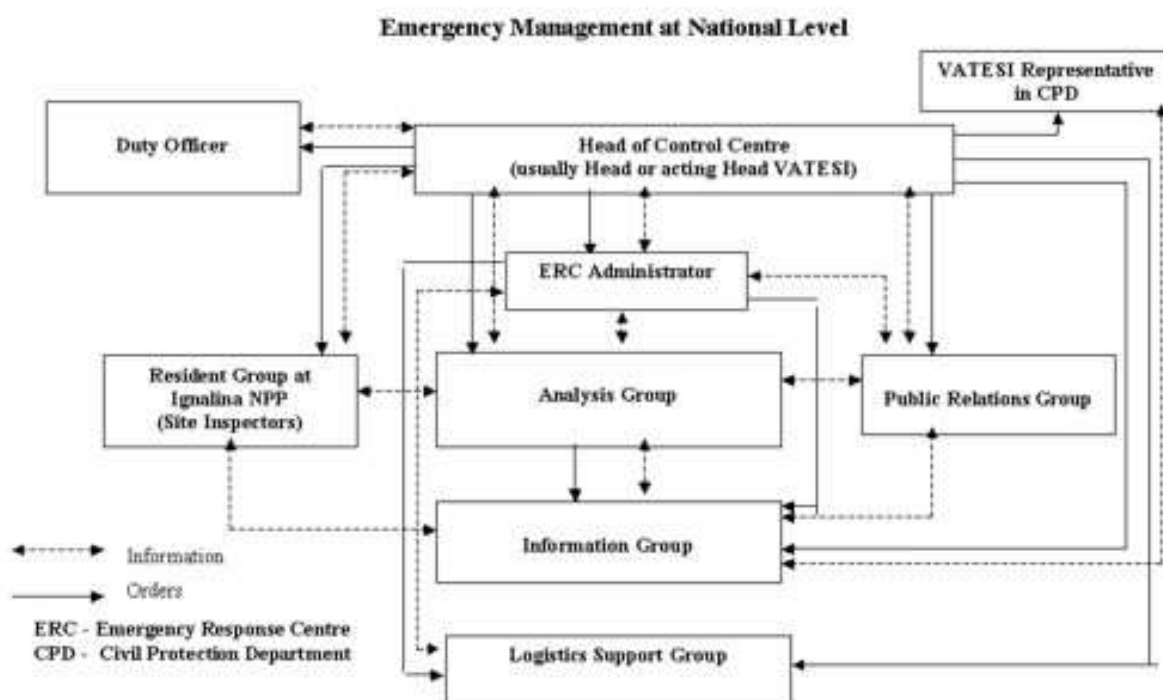 Emergency Management at National Level
VATESI Representative
in CPD
Duty Officer
Head of Control Centre
(usually Head or acting Head VATESI)
ERC Administrator
Resident Group at
Ignalina NPP
(Site Inspectors)
Analysis Group
Public Relations Group
Information Group
Information
Orders
ERC - Emergency Response Centre
CPD - Civil Protection Department
Logistics Support Group